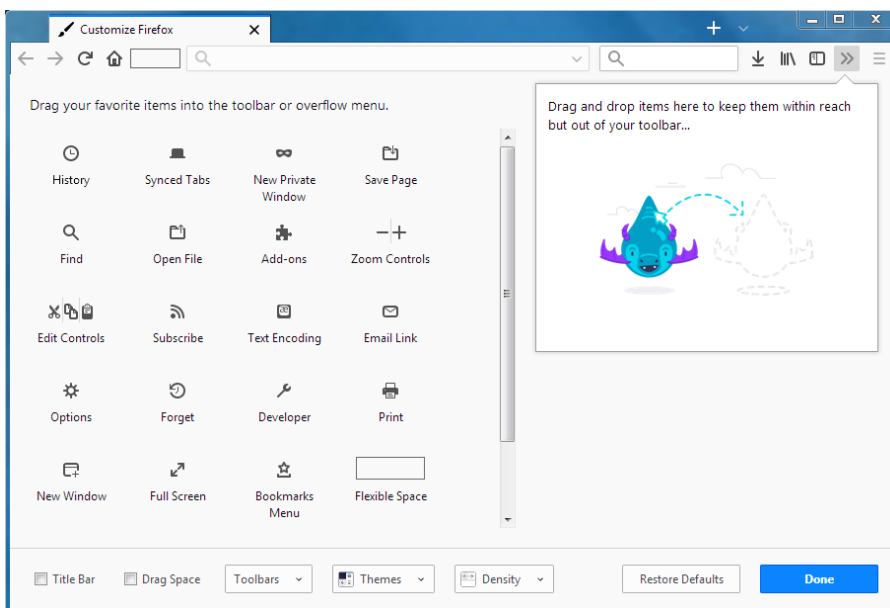 Customize Firefox
Drag your favorite items into the toolbar or overflow menu.
Drag and drop items here to keep them within reach
but out of your toolbar...
History
Synced Tabs
New Private
Window
Save Page
Find
Open File
Add-ons
Zoom Controls
Edit Controls
Subscribe
Text Encoding
Email Link
Options
Forget
Developer
Print
New Window
Full Screen
Bookmarks
Menu
Flexible Space
Title Bar
Drag Space
Toolbars
Themes
Density
Restore Defaults
Done